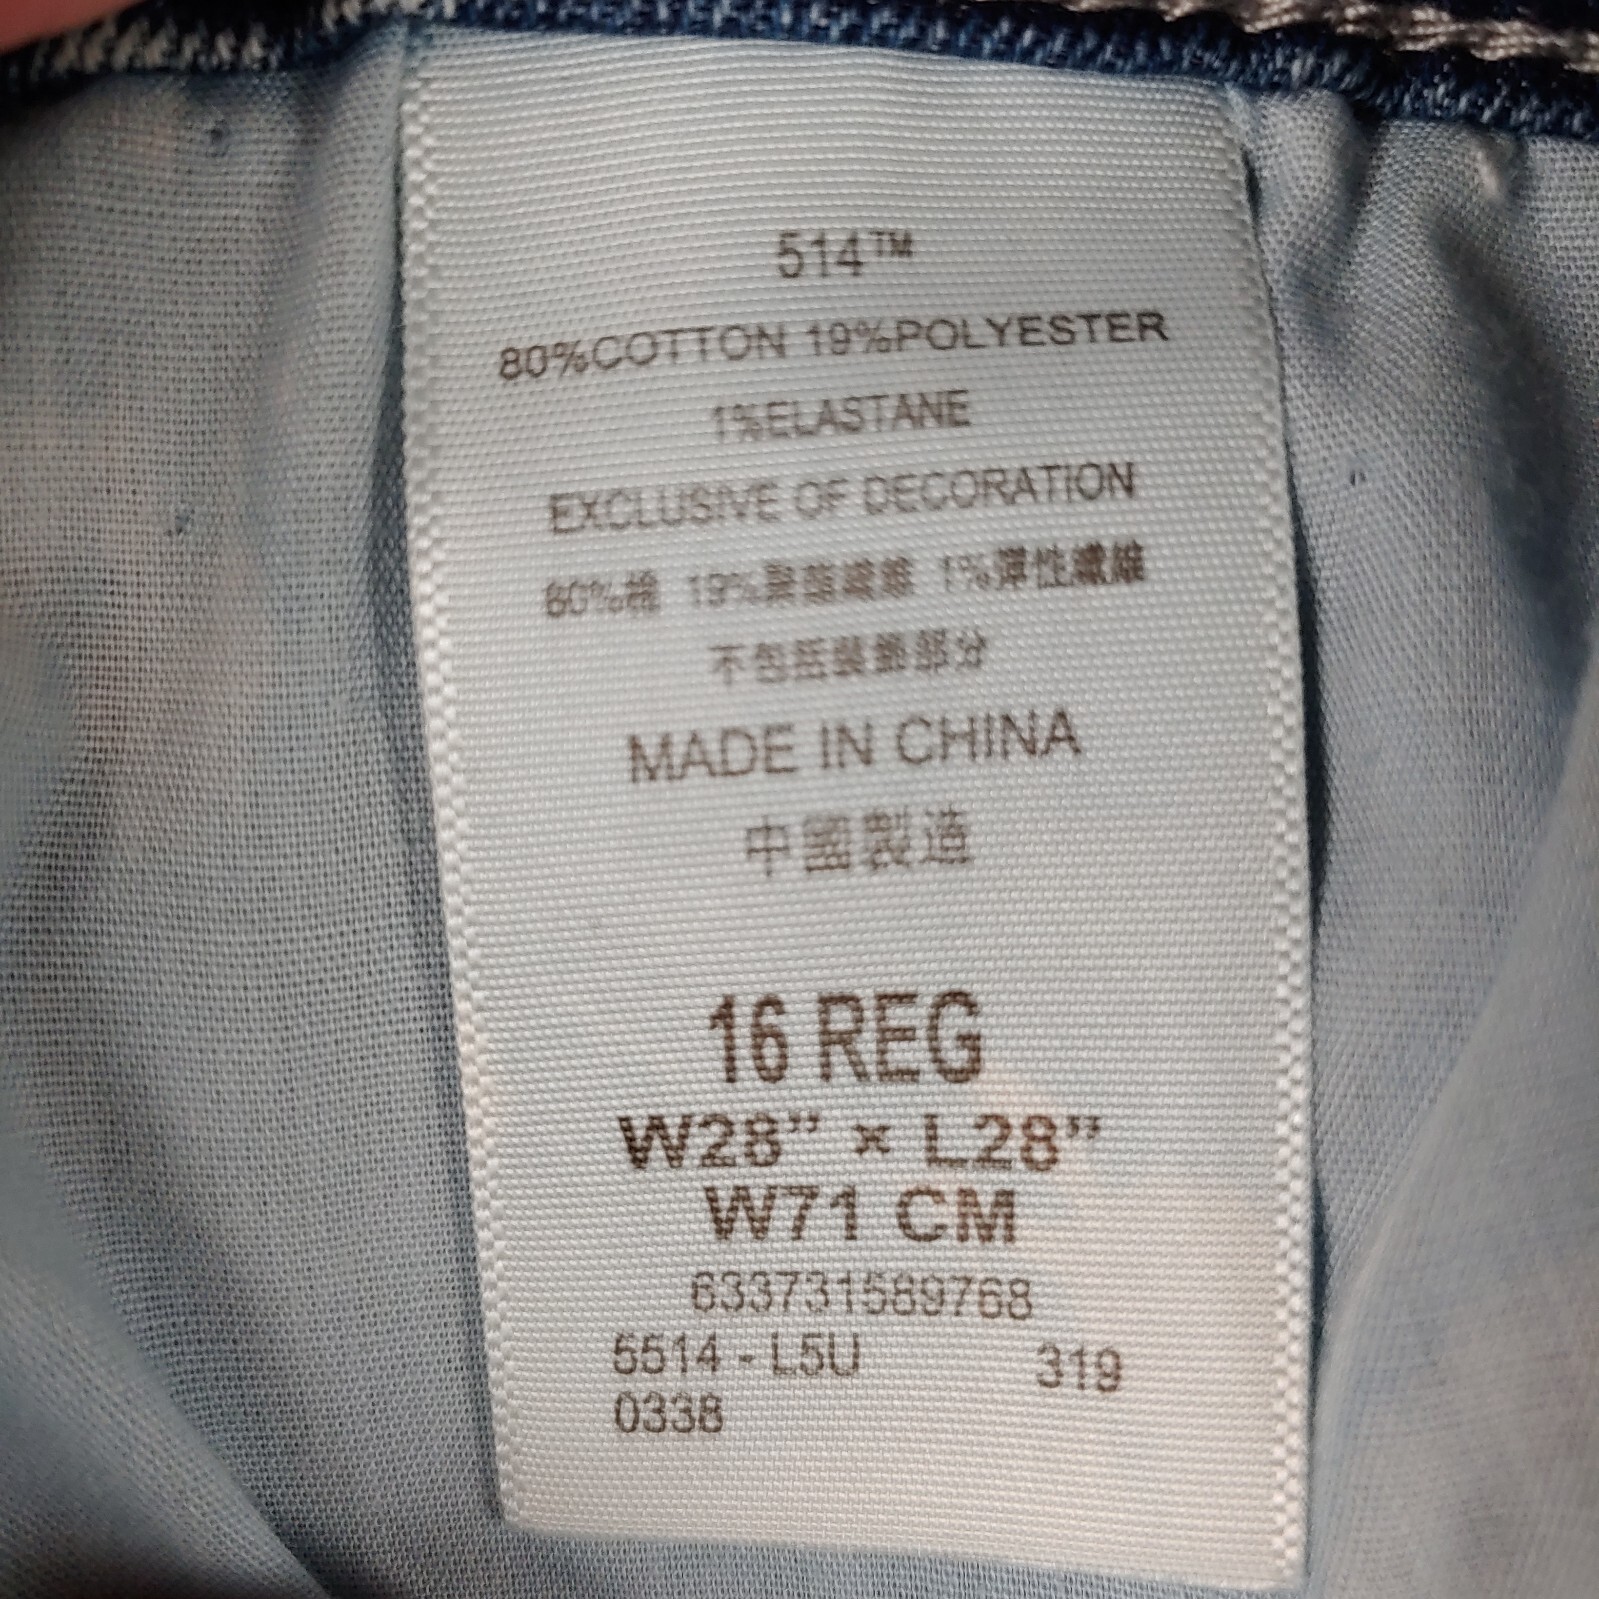 514™
80%COTTON 19%POLYESTER
1%ELASTANE
EXCLUSIVE OF DECORATION
80%棉 19%聚酯纖維 1%彈性纖維
不包括裝飾部分
MADE IN CHINA
中國製造
16 REG
W28” × L28”
W71 CM
633731589768
5514 - L5U 319
0338